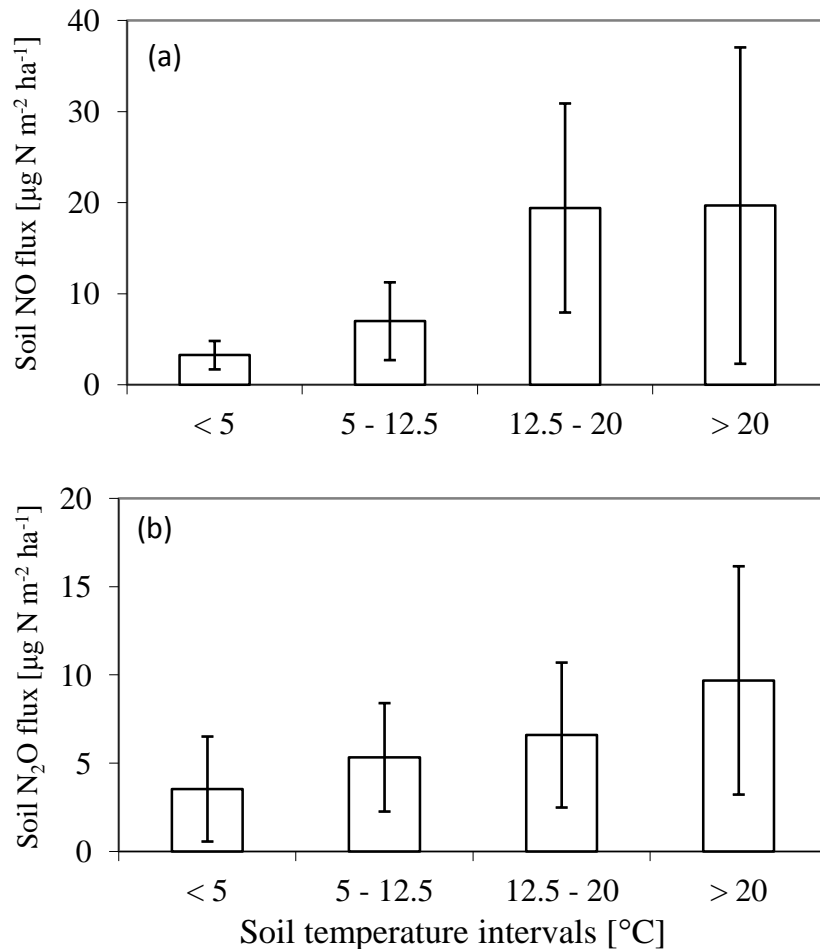 (a)
Soil NO flux [µg N m⁻² ha⁻¹]
40
30
20
10
0
< 5 5 - 12.5 12.5 - 20 > 20
(b)
Soil N₂O flux [µg N m⁻² ha⁻¹]
20
15
10
5
0
< 5 5 - 12.5 12.5 - 20 > 20
Soil temperature intervals [°C]